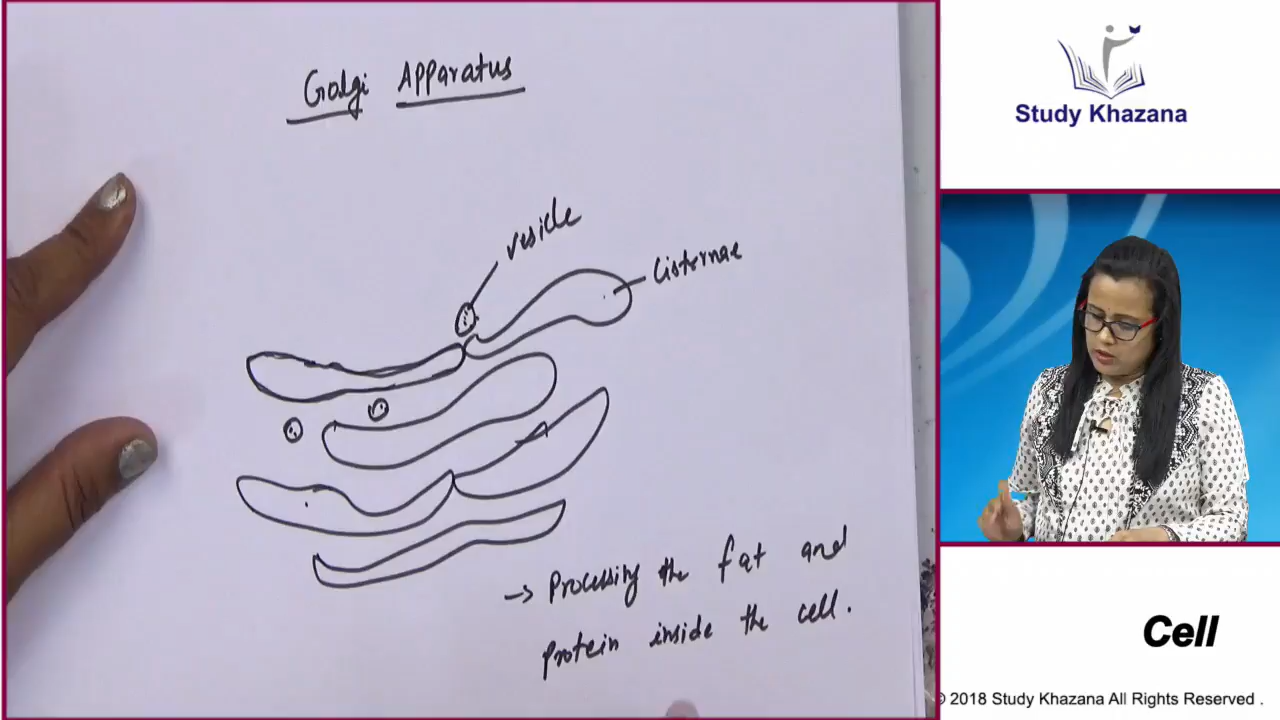 Golgi Apparatus
vesicle
Cisternae
→ Processing the fat and
protein inside the cell.
Study Khazana
Cell
© 2018 Study Khazana All Rights Reserved .